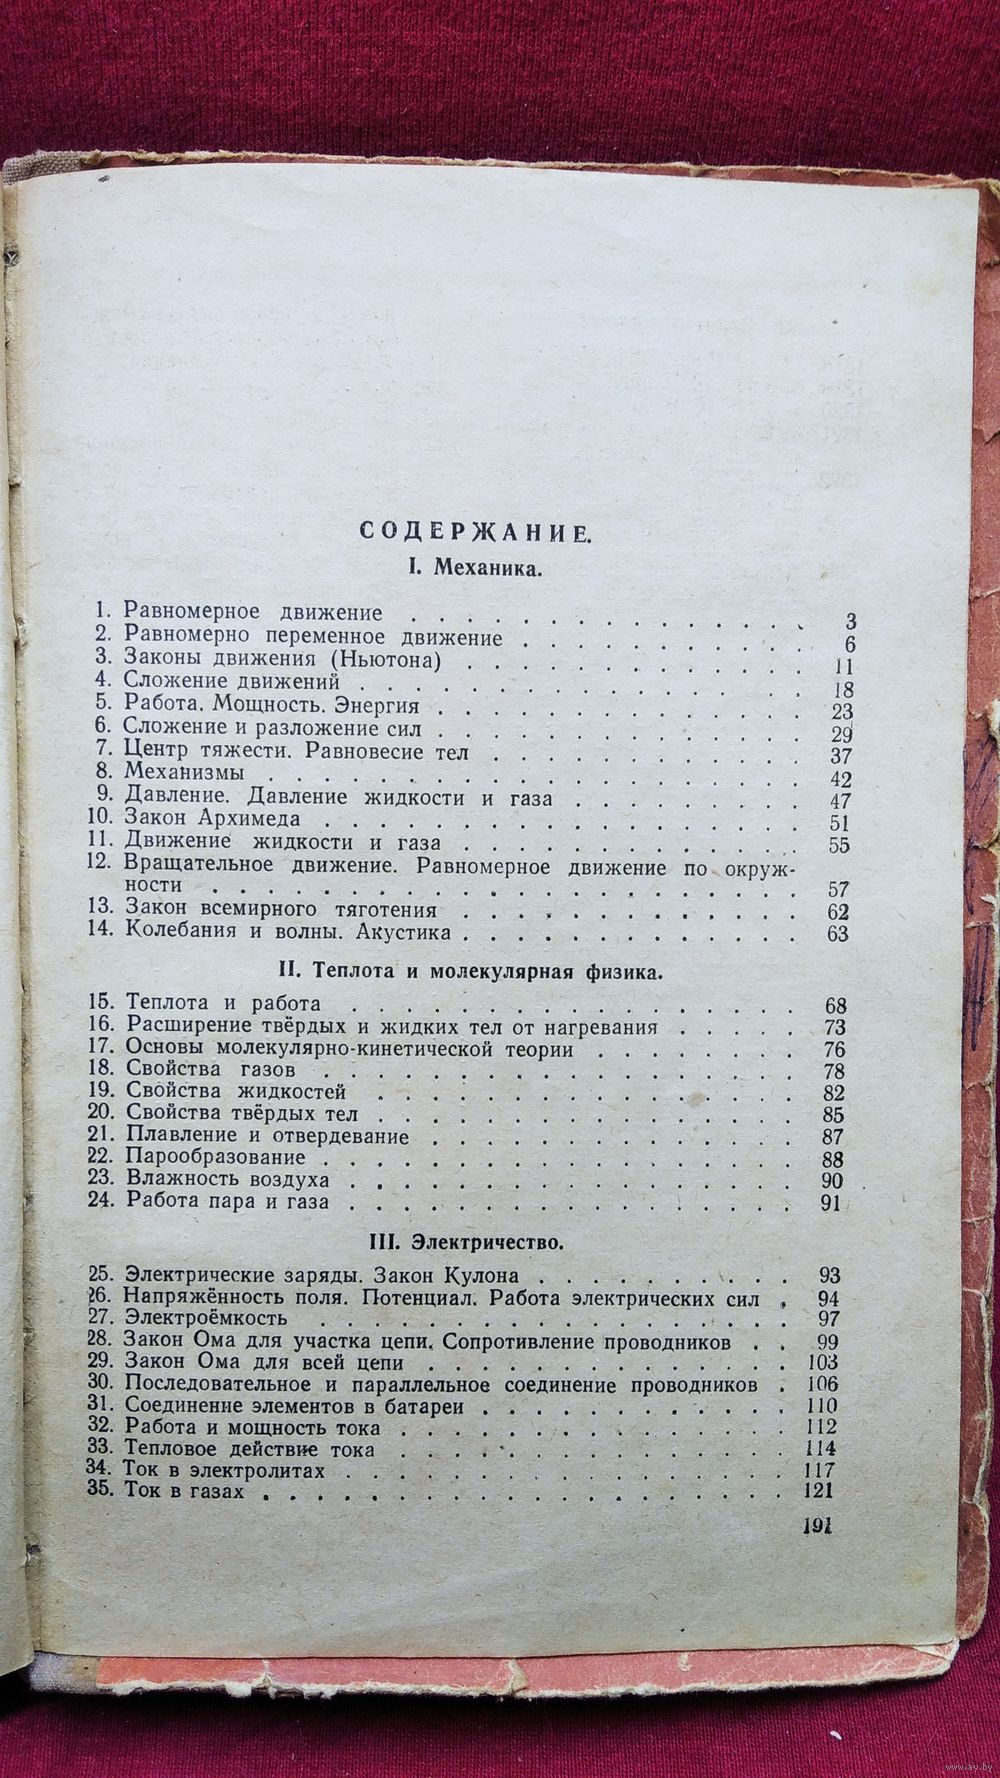 СОДЕРЖАНИЕ.
I. Механика.
1. Равномерное движение . . . . . . . . . . . . . . . 3
2. Равномерно переменное движение . . . . . . . . . . . 6
3. Законы движения (Ньютона) . . . . . . . . . . . . . 11
4. Сложение движений . . . . . . . . . . . . . . . . 18
5. Работа. Мощность. Энергия . . . . . . . . . . . . . . 23
6. Сложение и разложение сил . . . . . . . . . . . . . . 29
7. Центр тяжести. Равновесие тел . . . . . . . . . . . . 37
8. Механизмы . . . . . . . . . . . . . . . . . . . . 42
9. Давление. Давление жидкости и газа . . . . . . . . . 47
10. Закон Архимеда . . . . . . . . . . . . . . . . . . 51
11. Движение жидкости и газа . . . . . . . . . . . . . 55
12. Вращательное движение. Равномерное движение по окруж-
ности . . . . . . . . . . . . . . . . . . . . . . 57
13. Закон всемирного тяготения . . . . . . . . . . . . . 62
14. Колебания и волны. Акустика . . . . . . . . . . . . . 63
II. Теплота и молекулярная физика.
15. Теплота и работа . . . . . . . . . . . . . . . . . 68
16. Расширение твёрдых и жидких тел от нагревания . . . . . 73
17. Основы молекулярно-кинетической теории . . . . . . . . 76
18. Свойства газов . . . . . . . . . . . . . . . . . . 78
19. Свойства жидкостей . . . . . . . . . . . . . . . . 82
20. Свойства твёрдых тел . . . . . . . . . . . . . . . 85
21. Плавление и отвердевание . . . . . . . . . . . . . . 87
22. Парообразование . . . . . . . . . . . . . . . . . . 88
23. Влажность воздуха . . . . . . . . . . . . . . . . . 90
24. Работа пара и газа . . . . . . . . . . . . . . . . . 91
III. Электричество.
25. Электрические заряды. Закон Кулона . . . . . . . . . . 93
26. Напряжённость поля. Потенциал. Работа электрических сил . 94
27. Электроёмкость . . . . . . . . . . . . . . . . . . 97
28. Закон Ома для участка цепи. Сопротивление проводников . . 99
29. Закон Ома для всей цепи . . . . . . . . . . . . . . 103
30. Последовательное и параллельное соединение проводников . 106
31. Соединение элементов в батареи . . . . . . . . . . . . 110
32. Работа и мощность тока . . . . . . . . . . . . . . . 112
33. Тепловое действие тока . . . . . . . . . . . . . . . 114
34. Ток в электролитах . . . . . . . . . . . . . . . . . 117
35. Ток в газах . . . . . . . . . . . . . . . . . . . . 121
191
www.ay.by